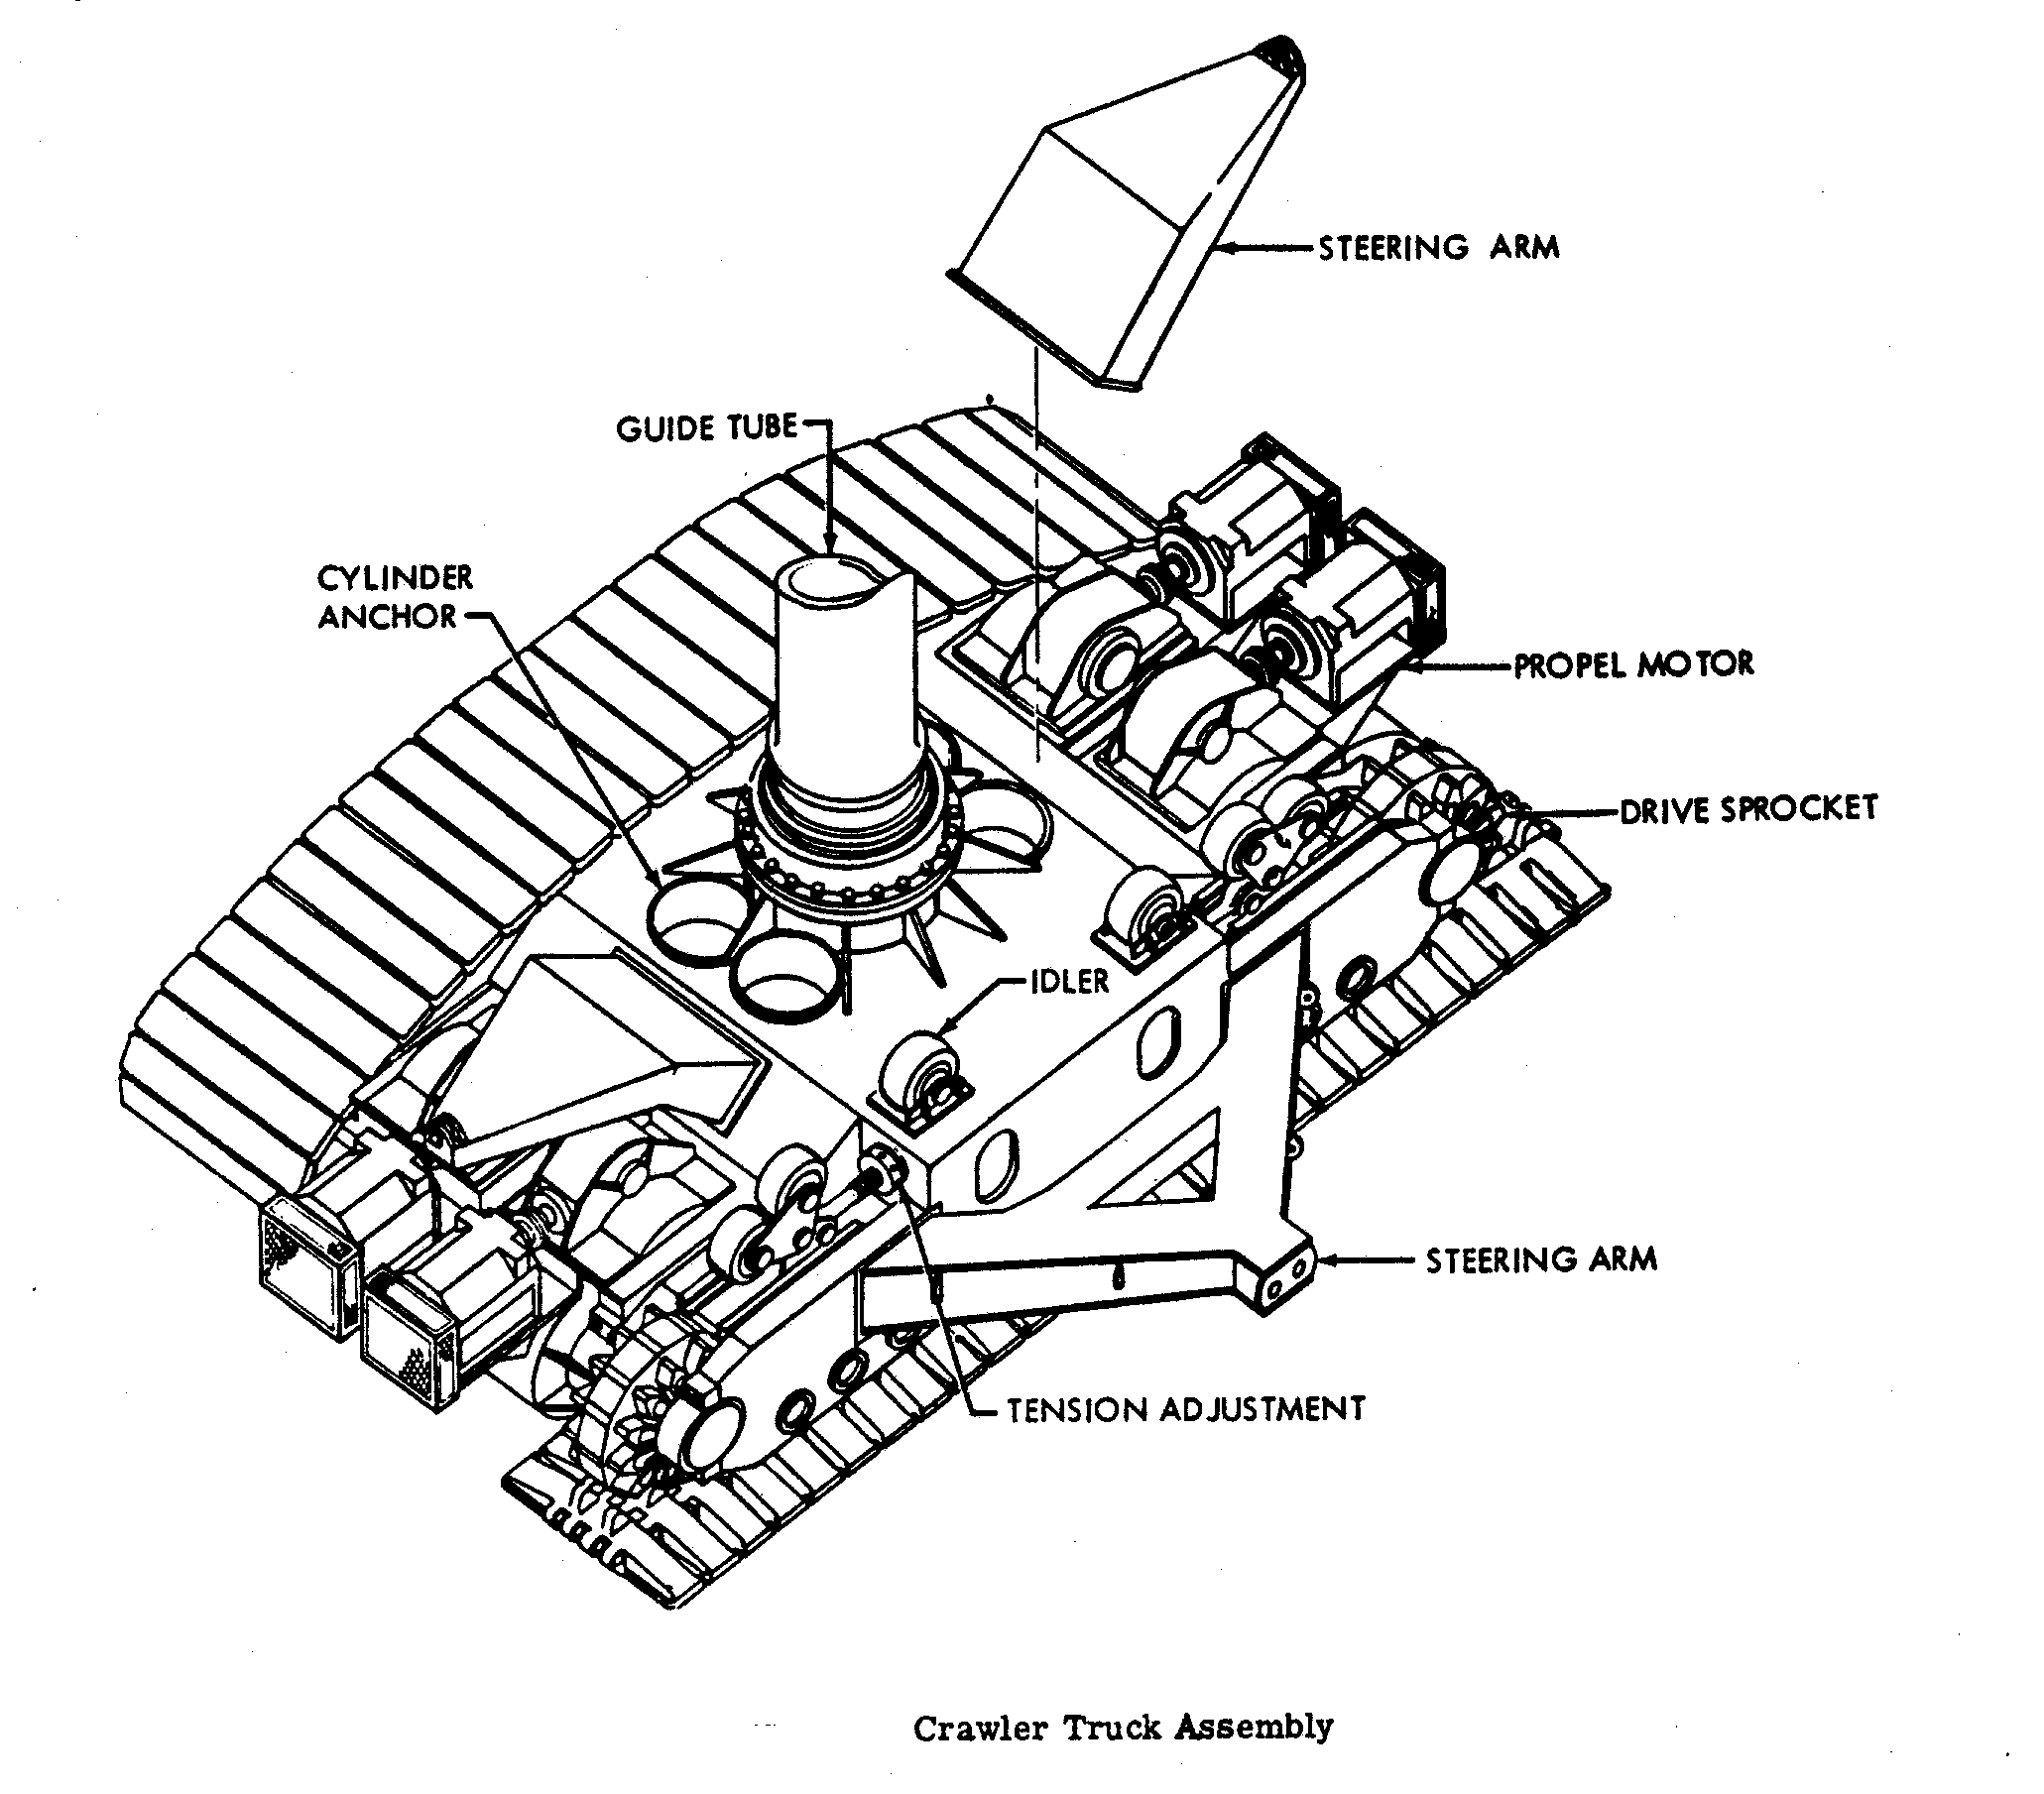 STEERING ARM
GUIDE TUBE
CYLINDER
ANCHOR
PROPEL MOTOR
DRIVE SPROCKET
IDLER
STEERING ARM
TENSION ADJUSTMENT
Crawler Truck Assembly